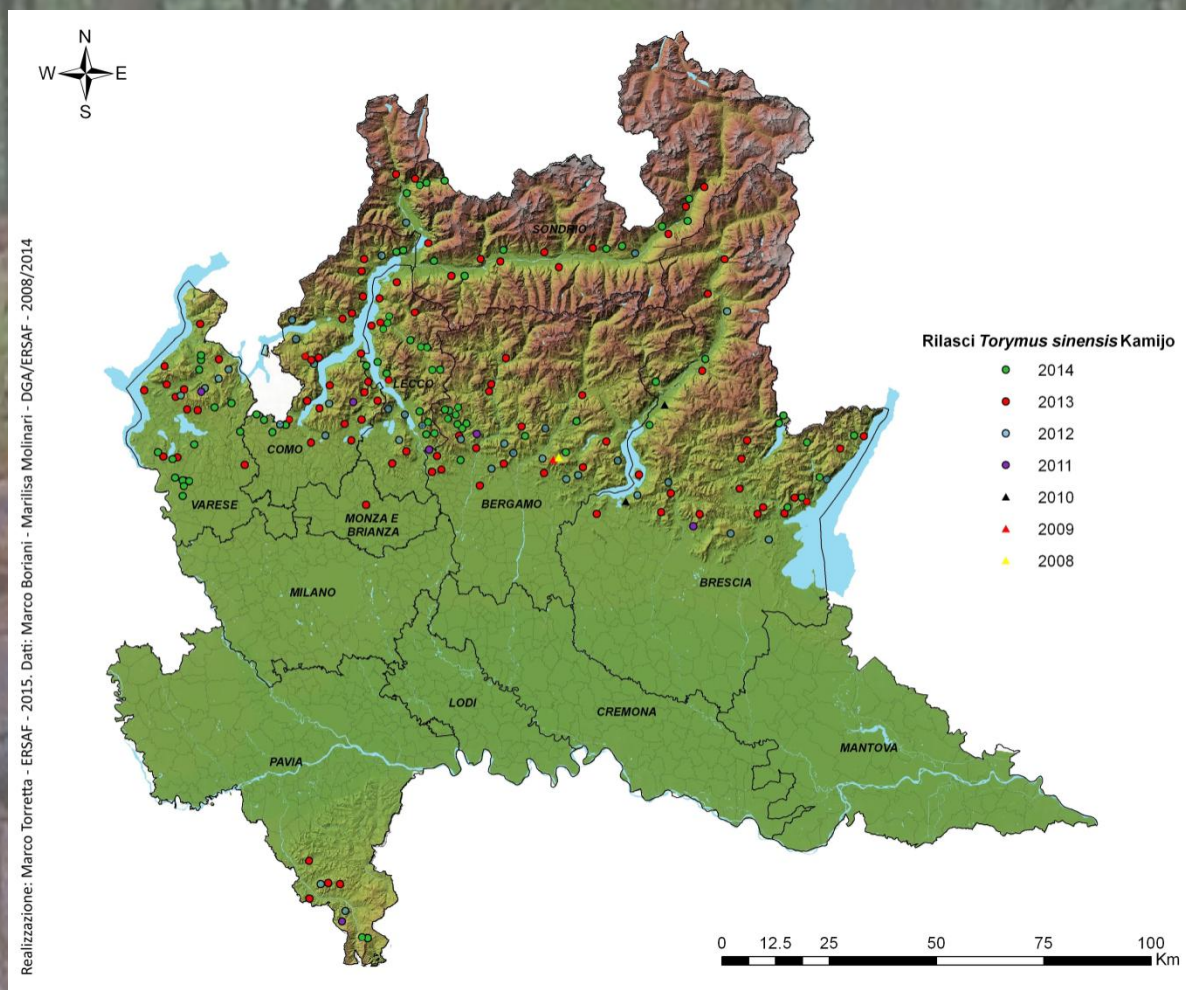 N
W E
S
SONDRIO
LECCO
COMO
VARESE
BERGAMO
MONZA E
BRIANZA
MILANO
BRESCIA
LODI
CREMONA
PAVIA
MANTOVA
Rilasci Torymus sinensis Kamijo
2014
2013
2012
2011
2010
2009
2008
0 12.5 25 50 75 100
Km
Realizzazione: Marco Torretta - ERSAF - 2015. Dati: Marco Boriani - Marilisa Molinari - DGA/ERSAF - 2008/2014